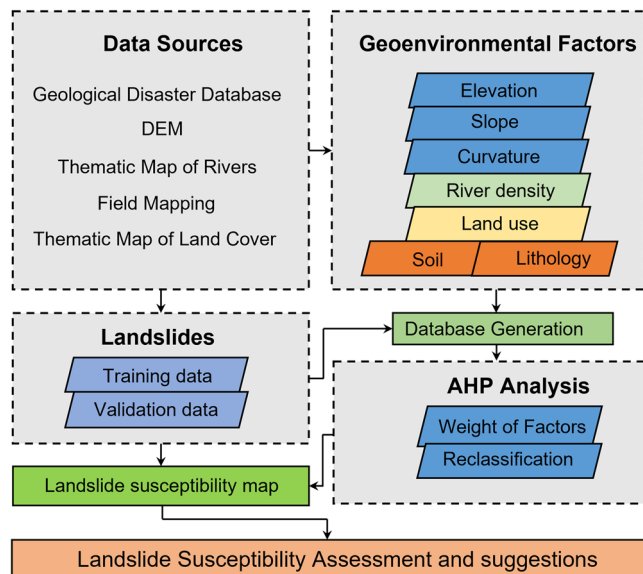 Data Sources
Geological Disaster Database
DEM
Thematic Map of Rivers
Field Mapping
Thematic Map of Land Cover
Geoenvironmental Factors
Elevation
Slope
Curvature
River density
Land use
Soil
Lithology
Landslides
Training data
Validation data
Database Generation
AHP Analysis
Weight of Factors
Reclassification
Landslide susceptibility map
Landslide Susceptibility Assessment and suggestions